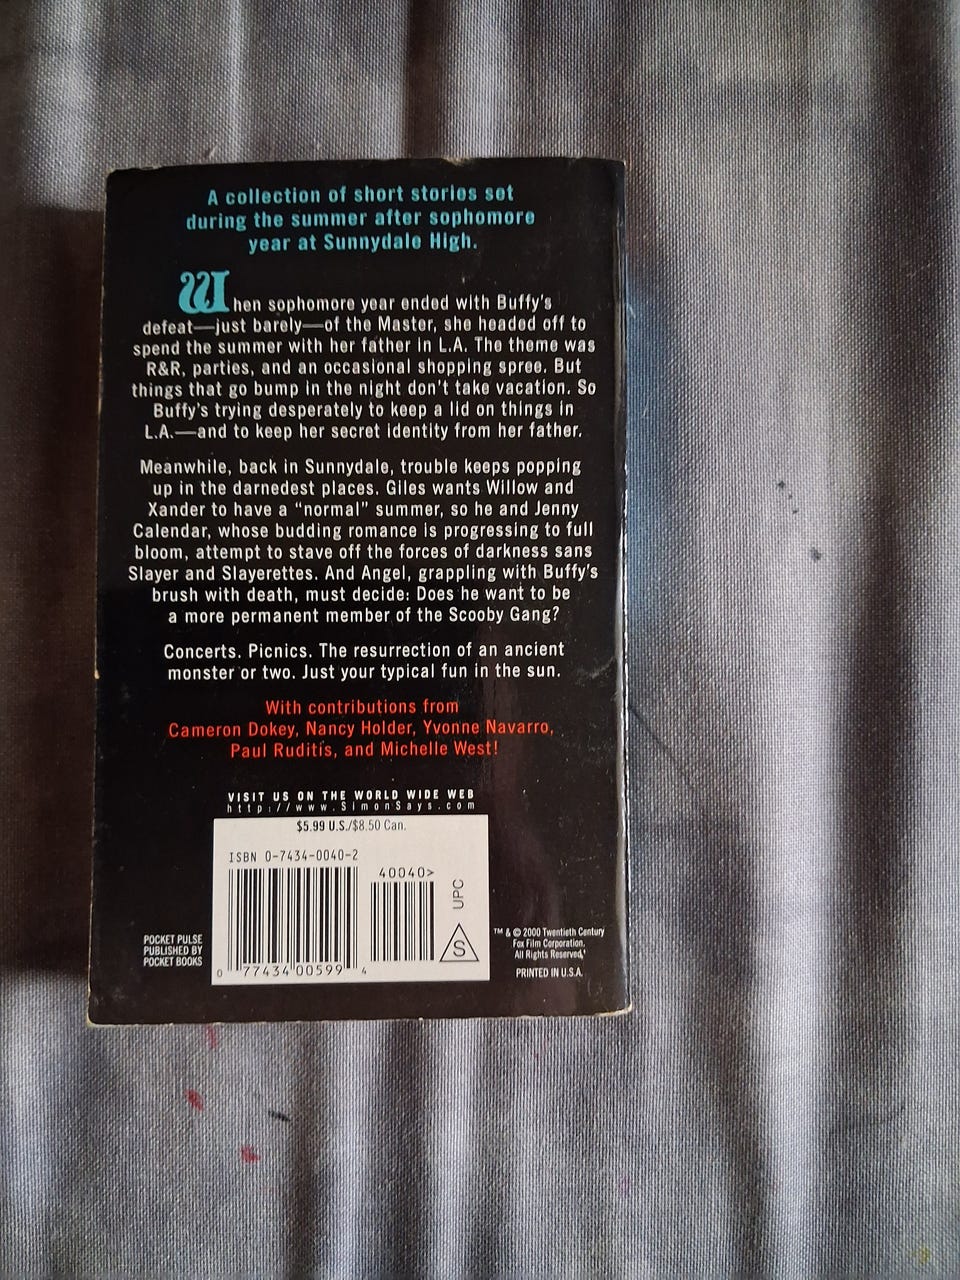 A collection of short stories set
during the summer after sophomore
year at Sunnydale High.
When sophomore year ended with Buffy's
defeat—just barely—of the Master, she headed off to
spend the summer with her father in L.A. The theme was
R&R, parties, and an occasional shopping spree. But
things that go bump in the night don't take vacation. So
Buffy's trying desperately to keep a lid on things in
L.A.—and to keep her secret identity from her father.
Meanwhile, back in Sunnydale, trouble keeps popping
up in the darnedest places. Giles wants Willow and
Xander to have a "normal" summer, so he and Jenny
Calendar, whose budding romance is progressing to full
bloom, attempt to stave off the forces of darkness sans
Slayer and Slayerettes. And Angel, grappling with Buffy's
brush with death, must decide: Does he want to be
a more permanent member of the Scooby Gang?
Concerts. Picnics. The resurrection of an ancient
monster or two. Just your typical fun in the sun.
With contributions from
Cameron Dokey, Nancy Holder, Yvonne Navarro,
Paul Ruditis, and Michelle West!
VISIT US ON THE WORLD WIDE WEB
http://www.SimonSays.com
$5.99 U.S./$8.50 Can.
ISBN 0-7434-0040-2
40040>
UPC
S
0 77434 00599 4
POCKET PULSE
PUBLISHED BY
POCKET BOOKS
™ & © 2000 Twentieth Century
Fox Film Corporation.
All Rights Reserved.
PRINTED IN U.S.A.